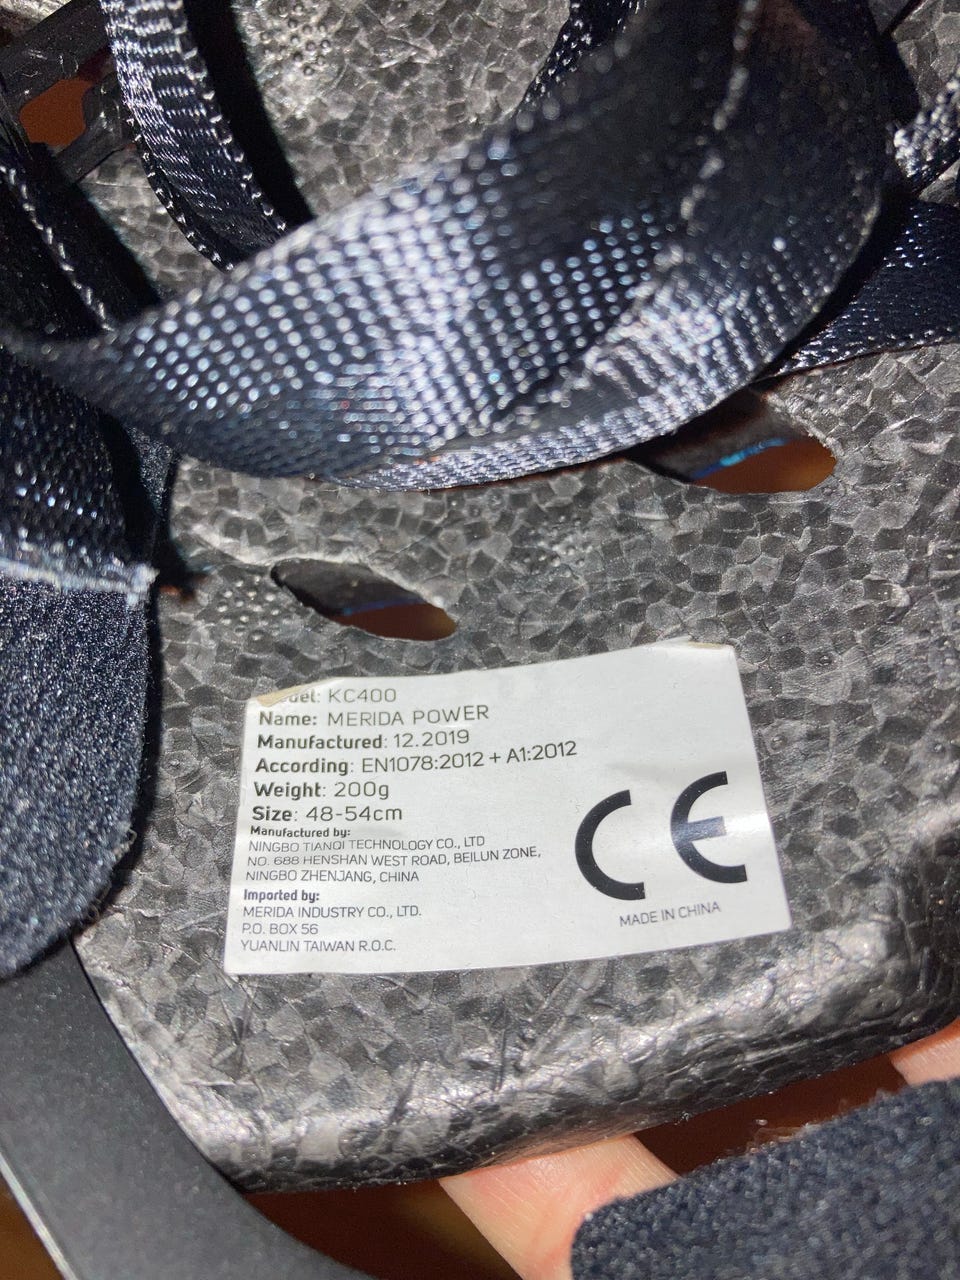 KC400
Name: MERIDA POWER
Manufactured: 12.2019
According: EN1078:2012 + A1:2012
Weight: 200g
Size: 48-54cm
Manufactured by:
NINGBO TIANQI TECHNOLOGY CO., LTD
NO. 688 HENSHAN WEST ROAD, BEILUN ZONE,
NINGBO ZHENJANG, CHINA
Imported by:
MERIDA INDUSTRY CO., LTD.
P.O. BOX 56
YUANLIN TAIWAN R.O.C.
CE
MADE IN CHINA